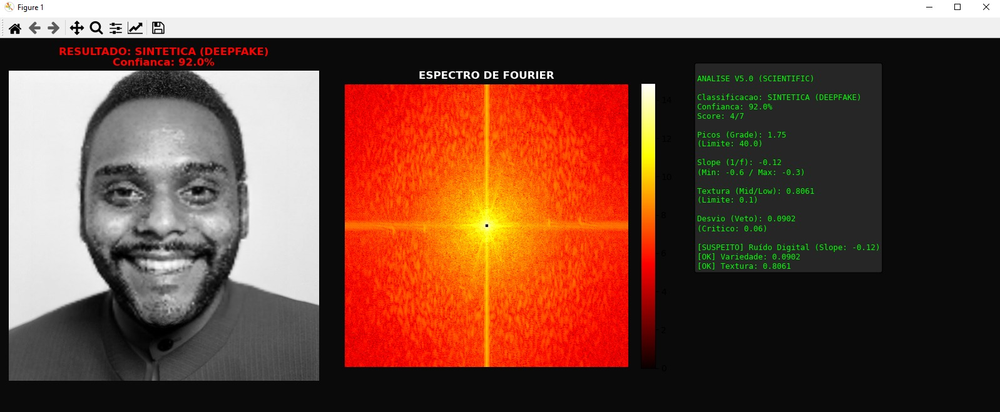 Figure 1
RESULTADO: SINTETICA (DEEPFAKE)
Confianca: 92.0%
ESPECTRO DE FOURIER
14
12
10
8
6
4
2
0
ANALISE V5.0 (SCIENTIFIC)
Classificacao: SINTETICA (DEEPFAKE)
Confianca: 92.0%
Score: 4/7
Picos (Grade): 1.75
(Limite: 40.0)
Slope (1/f): -0.12
(Min: -0.6 / Max: -0.3)
Textura (Mid/Low): 0.8061
(Limite: 0.1)
Desvio (Veto): 0.0902
(Critico: 0.06)
[SUSPEITO] Ruído Digital (Slope: -0.12)
[OK] Variedade: 0.0902
[OK] Textura: 0.8061